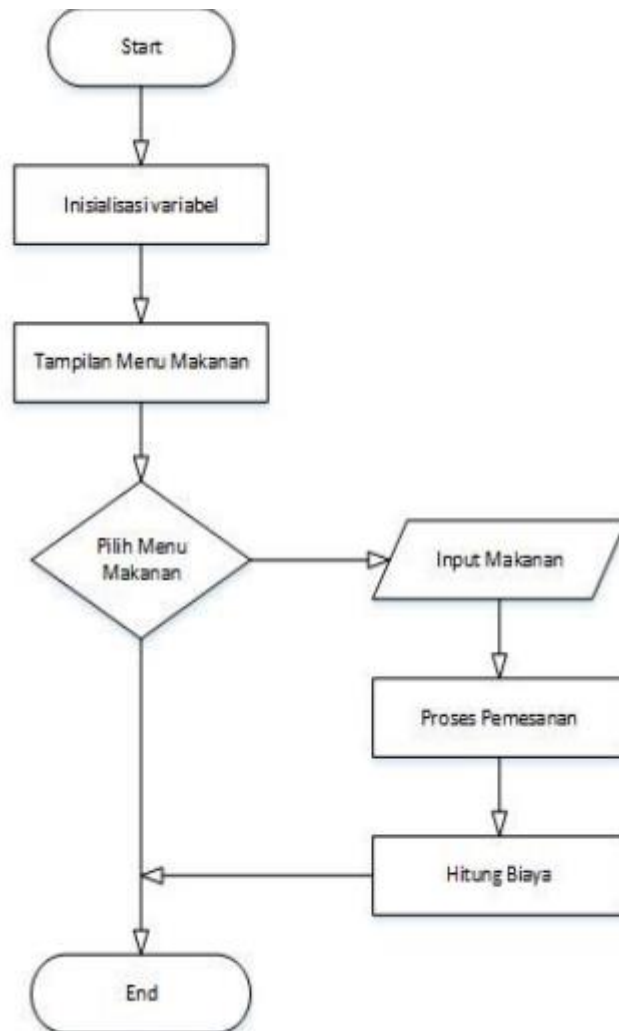 Start
Inisialisasi variabel
Tampilan Menu Makanan
Pilih Menu
Makanan
Input Makanan
Proses Pemesanan
Hitung Biaya
End